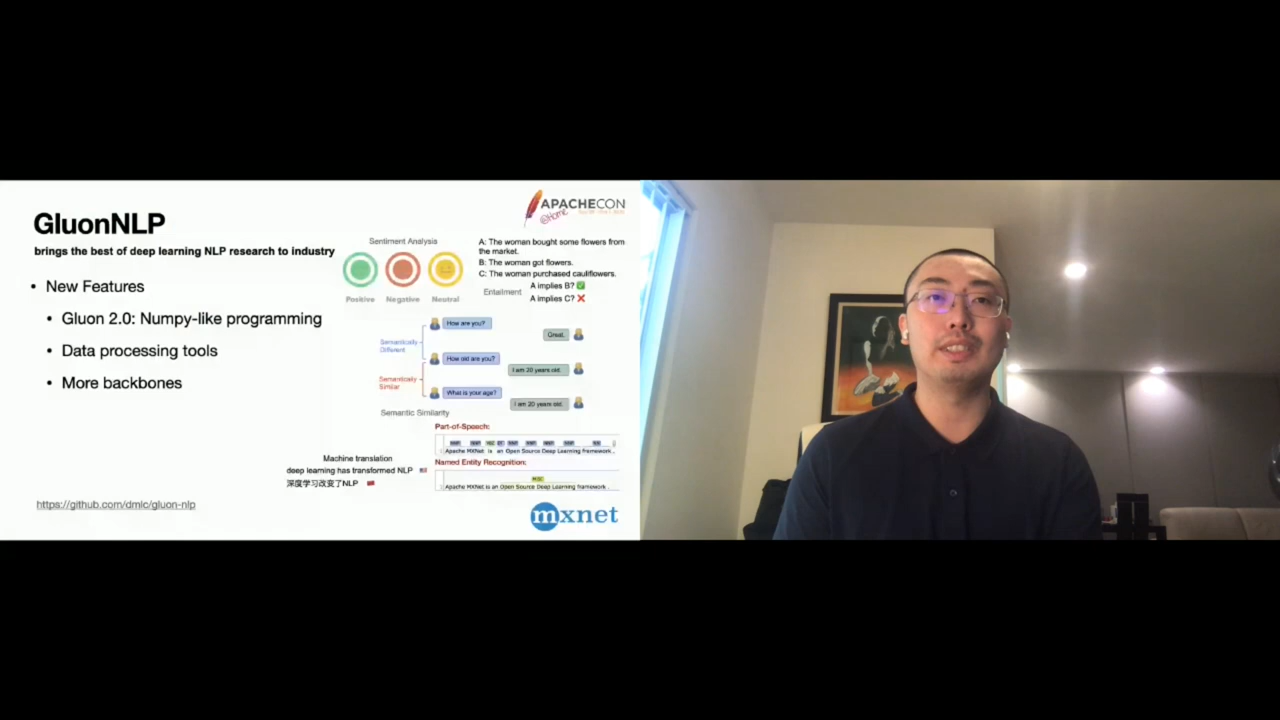 GluonNLP
brings the best of deep learning NLP research to industry
• New Features
• Gluon 2.0: Numpy-like programming
• Data processing tools
• More backbones
https://github.com/dmlc/gluon-nlp
APACHECON
@Home
Sentiment Analysis
Positive
Negative
Neutral
A: The woman bought some flowers from
the market.
B: The woman got flowers.
C: The woman purchased cauliflowers.
Entailment
A implies B? ✅
A implies C? ❌
How are you?
Great.
Semantically
Different
How old are you?
I am 20 years old.
Semantically
Similar
What is your age?
I am 20 years old.
Semantic Similarity
Part-of-Speech:
Apache MXNet is an Open Source Deep Learning framework .
Named Entity Recognition:
MISC
Apache MXNet is an Open Source Deep Learning framework .
Machine translation
deep learning has transformed NLP
深度学习改变了NLP
mxnet